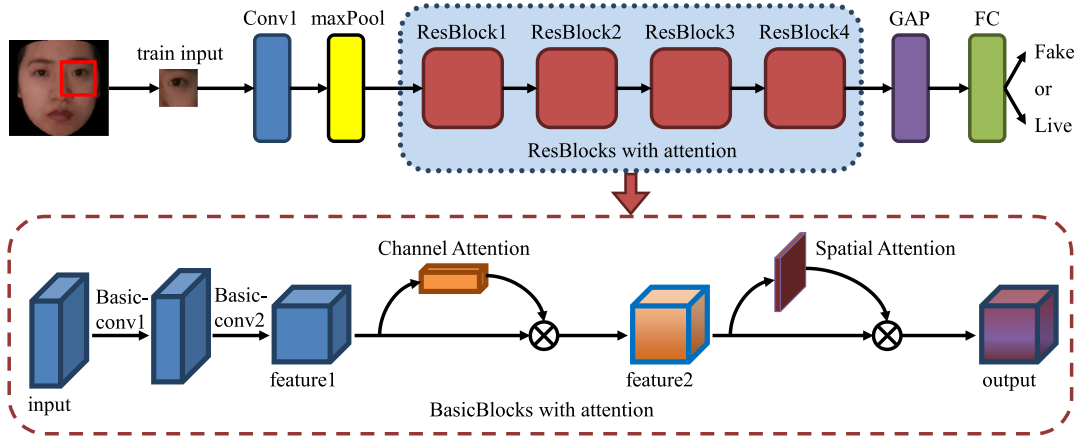 train input
Conv1
maxPool
ResBlock1
ResBlock2
ResBlock3
ResBlock4
ResBlocks with attention
GAP
FC
Fake
or
Live
input
Basic-
conv1
Basic-
conv2
feature1
Channel Attention
feature2
Spatial Attention
output
BasicBlocks with attention